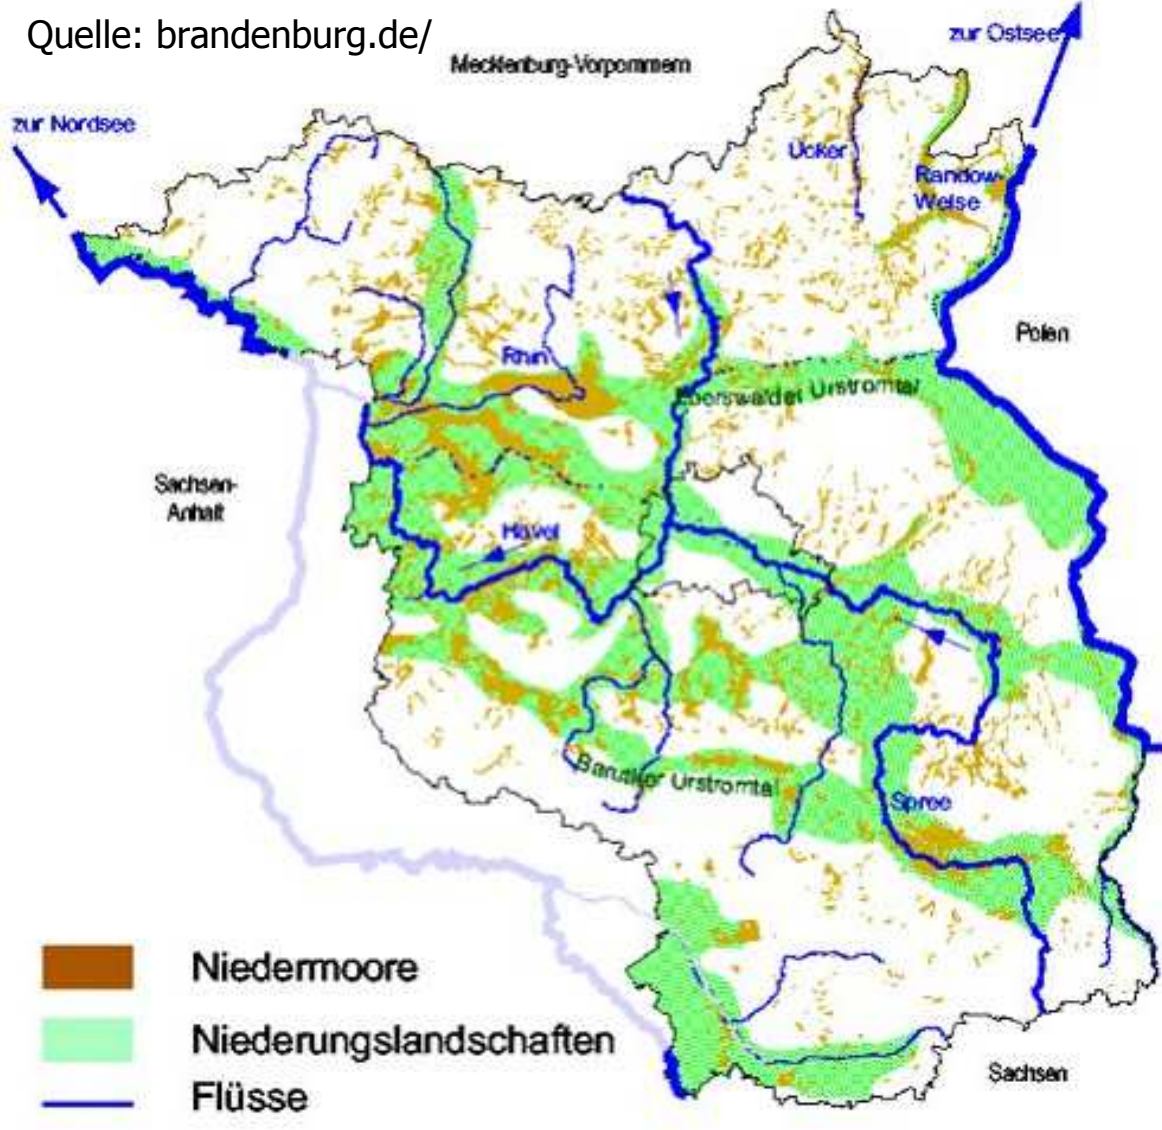 Quelle: brandenburg.de/
zur Ostsee
Mecklenburg-Vorpommern
zur Nordsee
Ücker
Randow-
Welse
Polen
Rhin
Eberswalder Urstromtal
Sachsen-
Anhalt
Havel
Baruther Urstromtal
Spree
Niedermoore
Niederungslandschaften
Flüsse
Sachsen